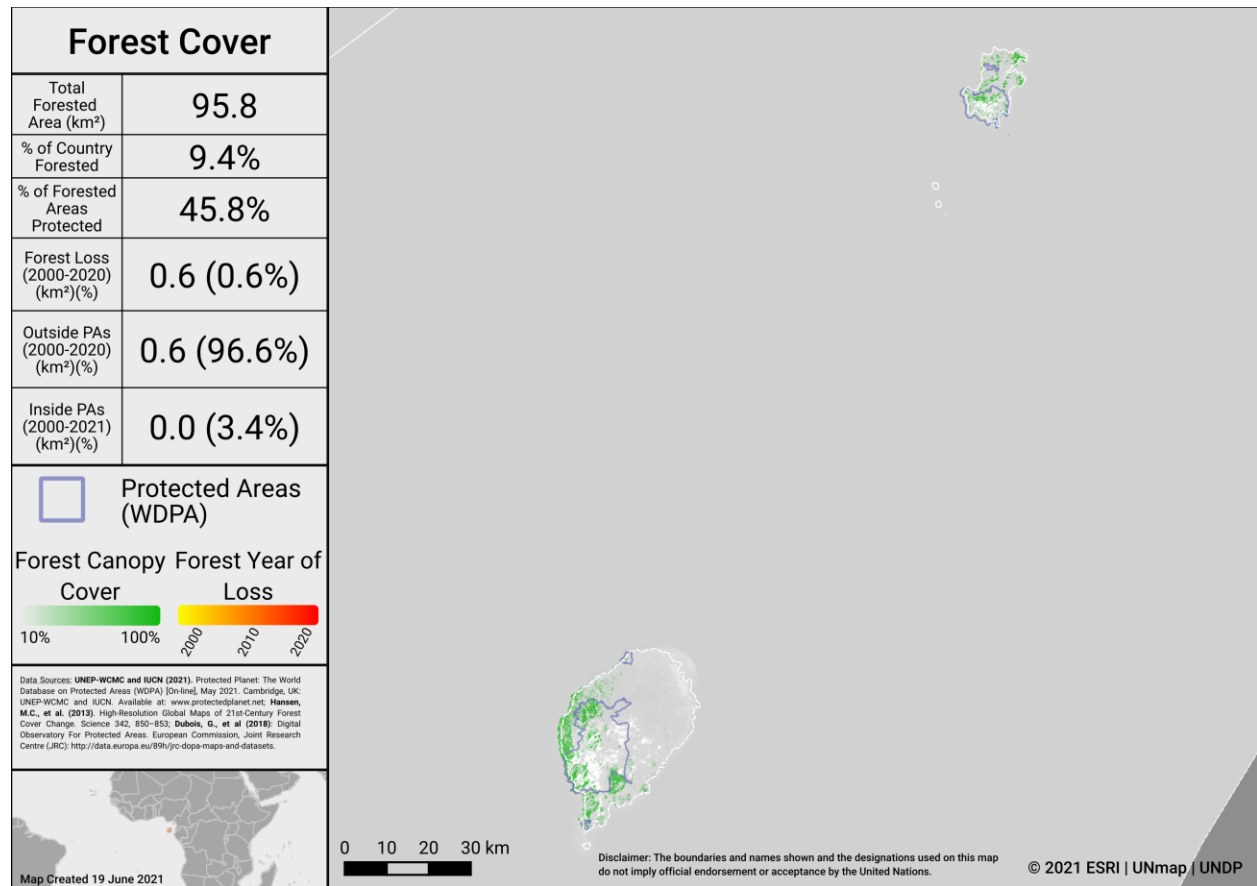 Forest Cover
Total
Forested
Area (km²)
95.8
% of Country
Forested
9.4%
% of Forested
Areas
Protected
45.8%
Forest Loss
(2000-2020)
(km²)(%)
0.6 (0.6%)
Outside PAs
(2000-2020)
(km²)(%)
0.6 (96.6%)
Inside PAs
(2000-2021)
(km²)(%)
0.0 (3.4%)
Protected Areas
(WDPA)
Forest Canopy
Cover
10% 100%
Forest Year of
Loss
2000 2010 2020
Data Sources: UNEP-WCMC and IUCN (2021). Protected Planet: The World
Database on Protected Areas (WDPA) [On-line], May 2021. Cambridge, UK:
UNEP-WCMC and IUCN. Available at: www.protectedplanet.net; Hansen,
M.C., et al. (2013). High-Resolution Global Maps of 21st-Century Forest
Cover Change. Science 342, 850–853; Dubois, G., et al (2018): Digital
Observatory For Protected Areas. European Commission, Joint Research
Centre (JRC): http://data.europa.eu/89h/jrc-dopa-maps-and-datasets.
Map Created 19 June 2021
0 10 20 30 km
Disclaimer: The boundaries and names shown and the designations used on this map
do not imply official endorsement or acceptance by the United Nations.
© 2021 ESRI | UNmap | UNDP